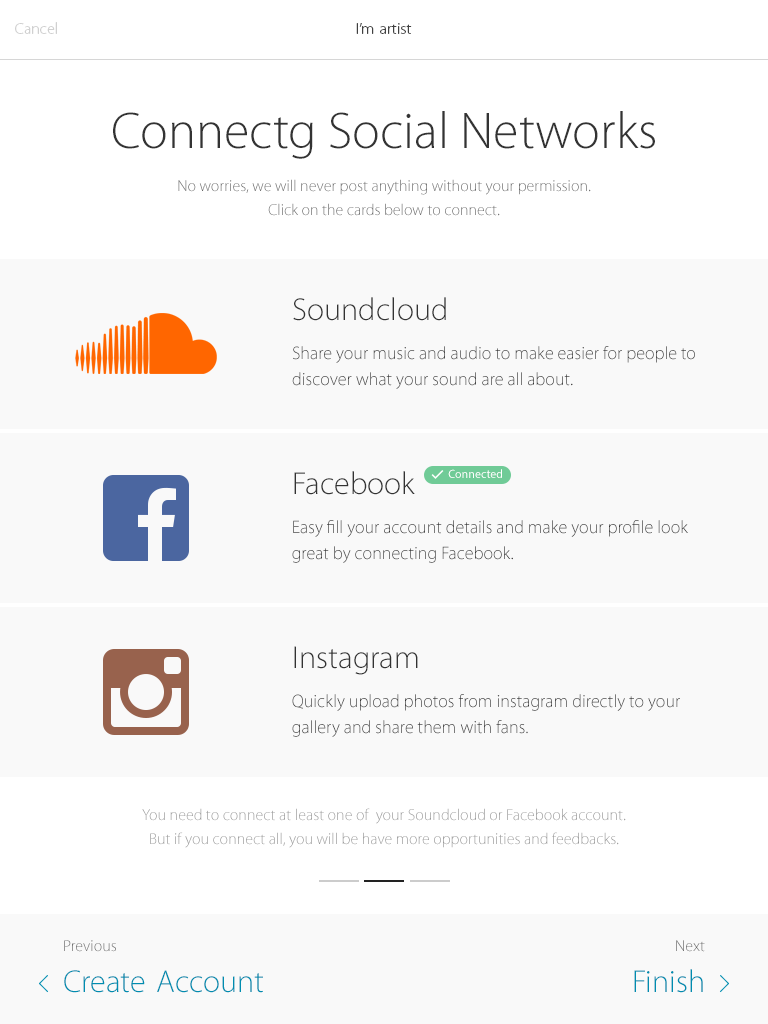 Cancel
I'm artist
Connectg Social Networks
No worries, we will never post anything without your permission.
Click on the cards below to connect.
Soundcloud
Share your music and audio to make easier for people to
discover what your sound are all about.
Facebook
Connected
Easy fill your account details and make your profile look
great by connecting Facebook.
Instagram
Quickly upload photos from instagram directly to your
gallery and share them with fans.
You need to connect at least one of your Soundcloud or Facebook account.
But if you connect all, you will be have more opportunities and feedbacks.
Previous
Create Account
Next
Finish